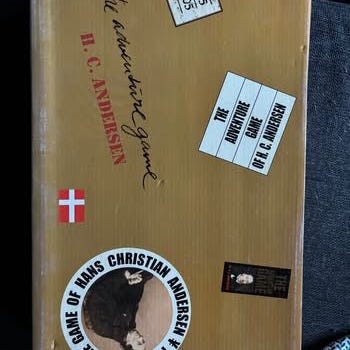 the adventure game
H. C. ANDERSEN
THE
ADVENTURE
GAME
OF H. C. ANDERSEN
GAME OF HANS CHRISTIAN ANDERSEN